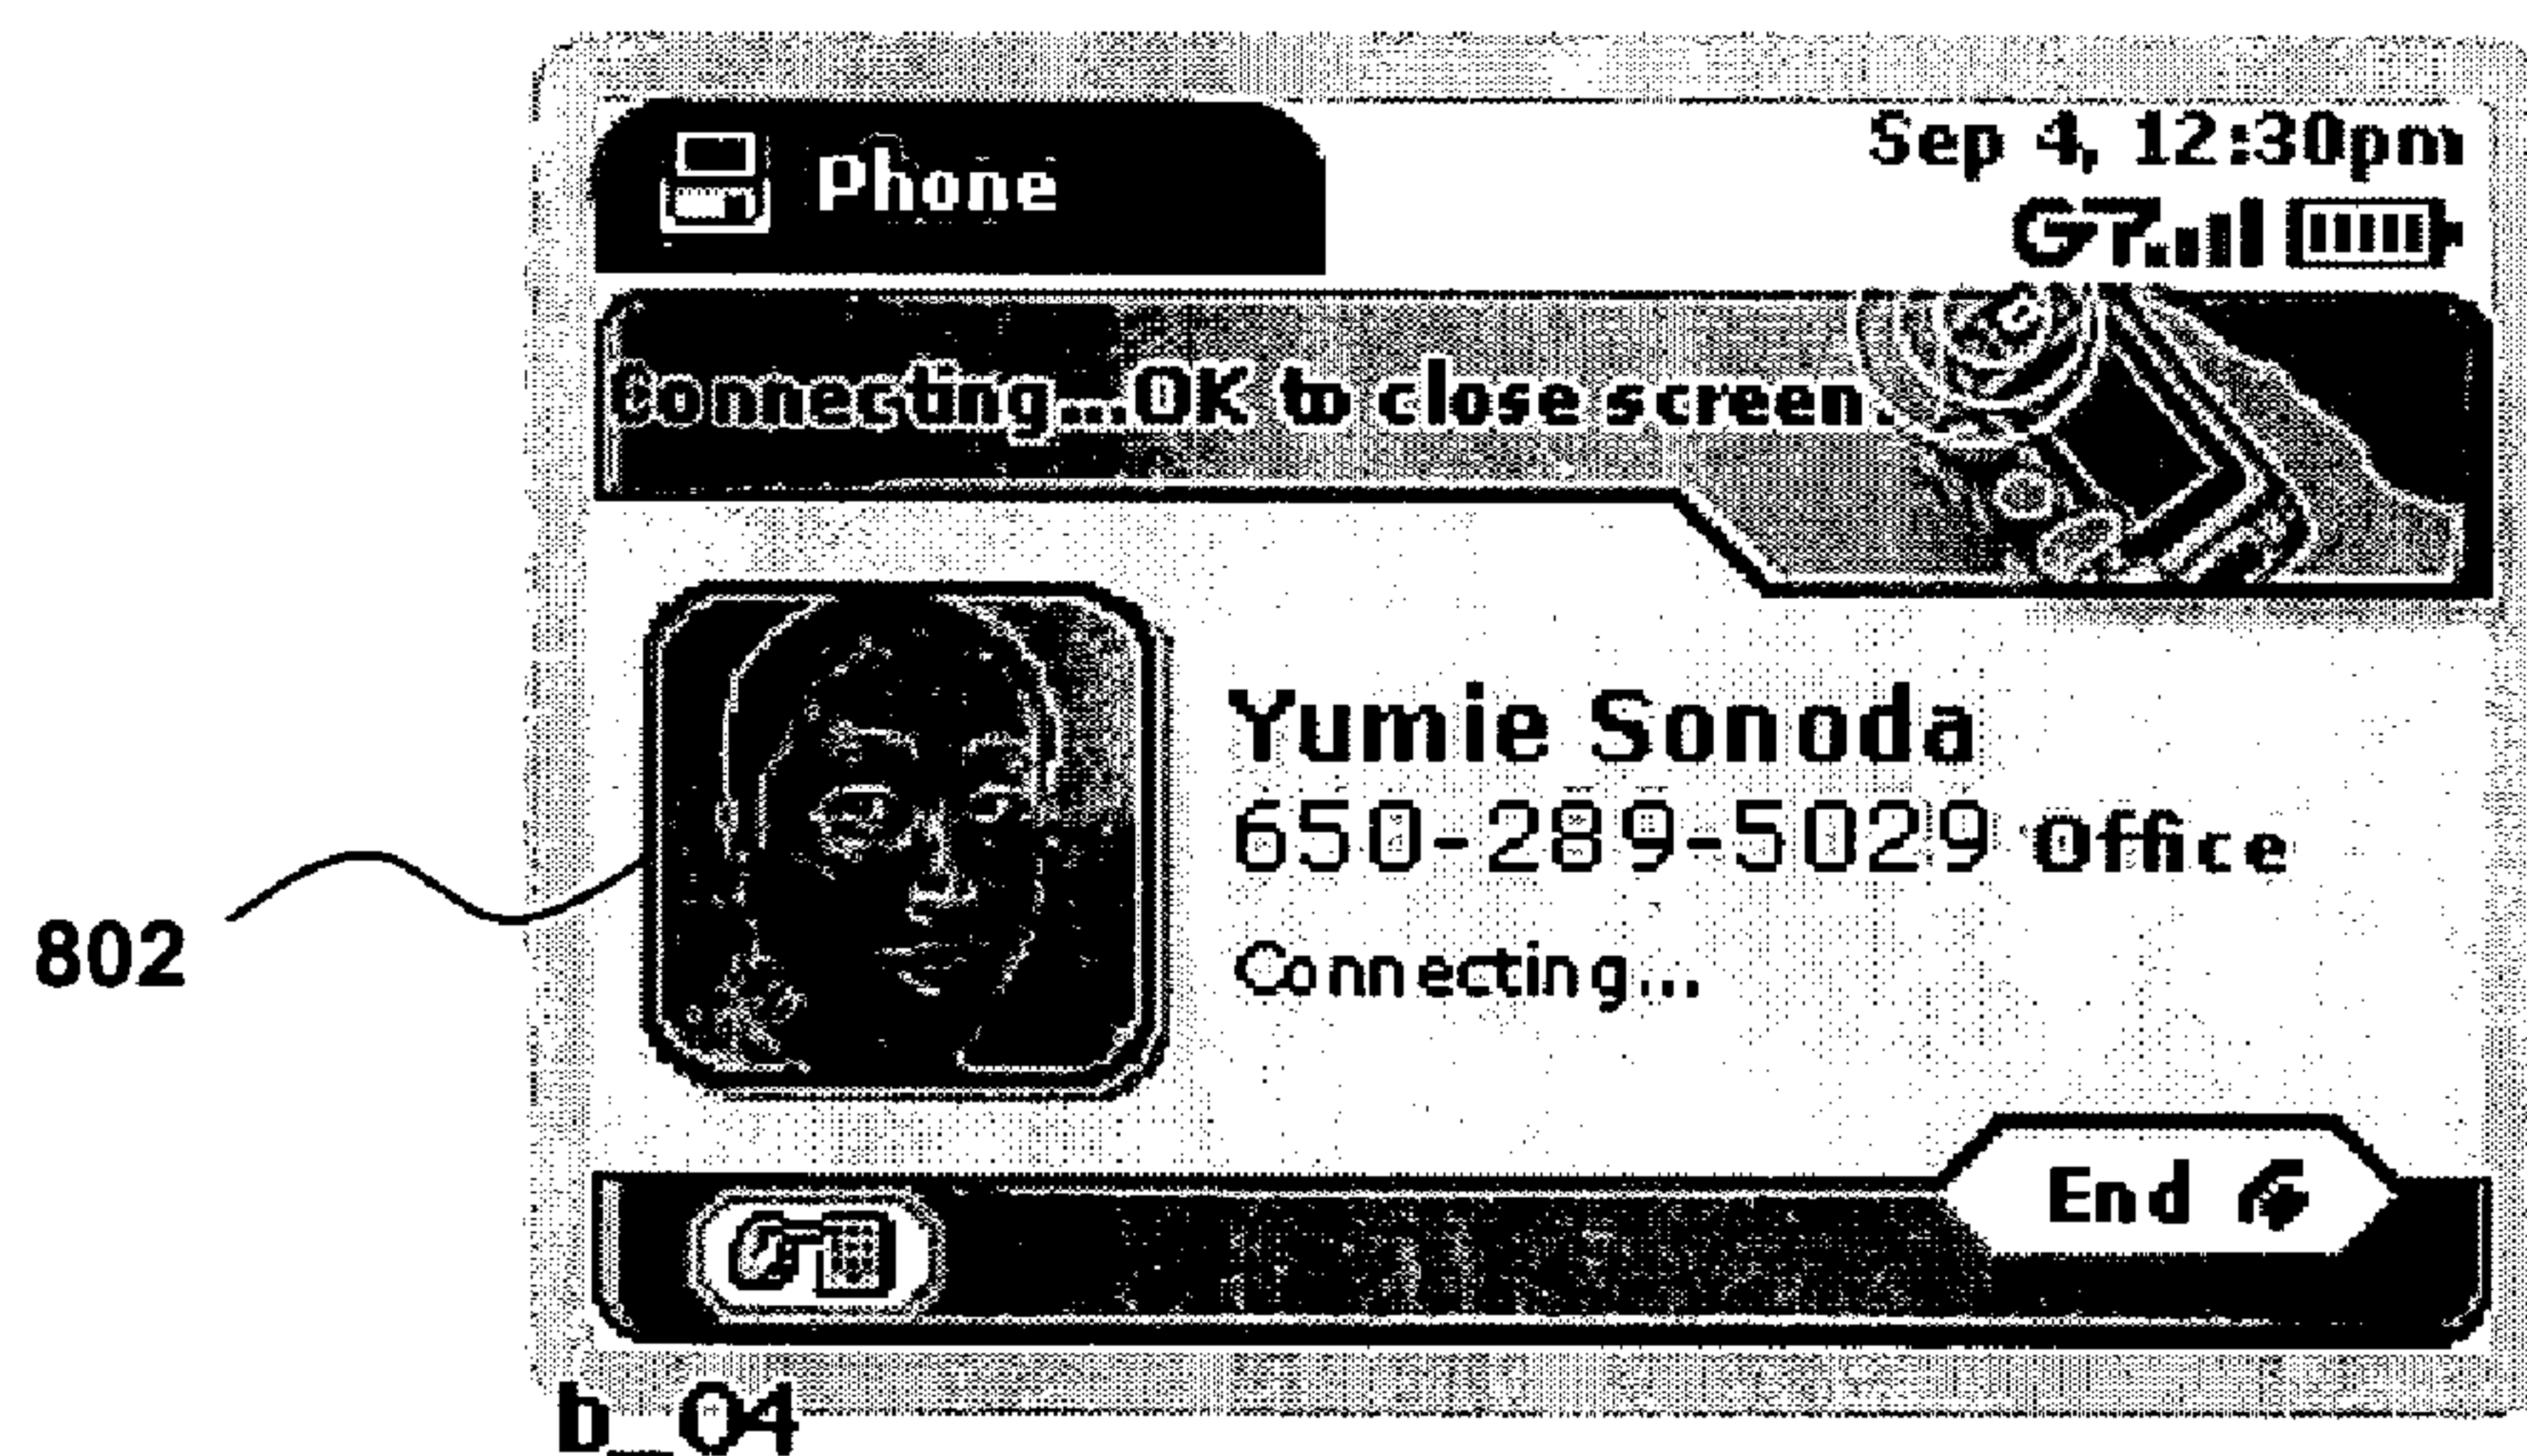 Phone
Sep 4, 12:30pm
G
Connecting...OK to close screen.
Yumie Sonoda
650-289-5029 Office
Connecting...
802
End
b_04